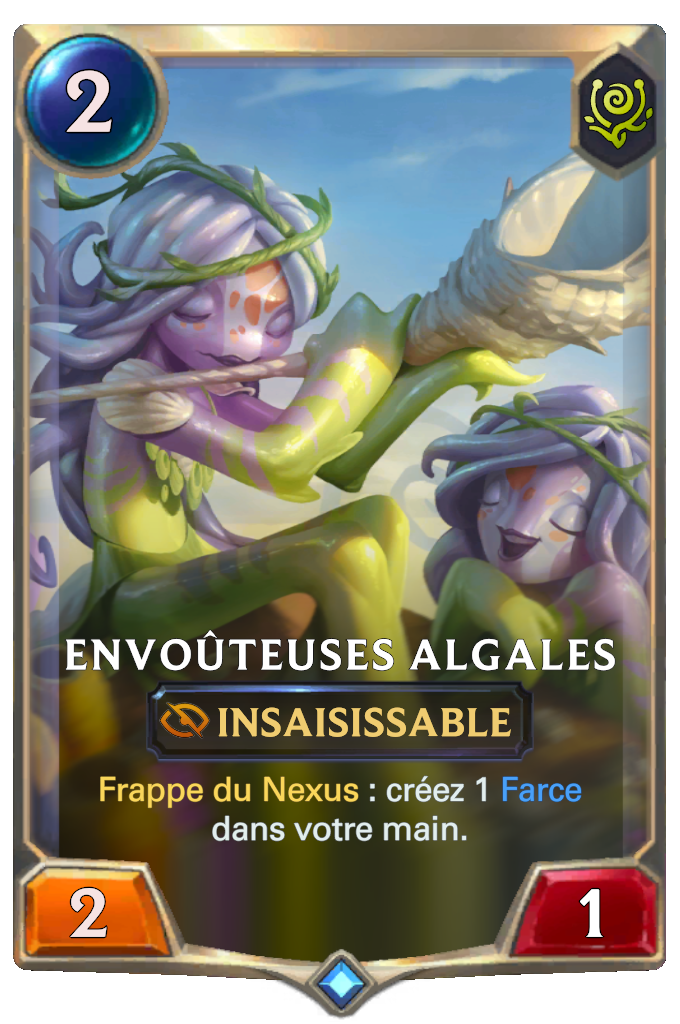 2
ENVOÛTEUSES ALGALES
INSAISISSABLE
Frappe du Nexus : créez 1 Farce
dans votre main.
2
1